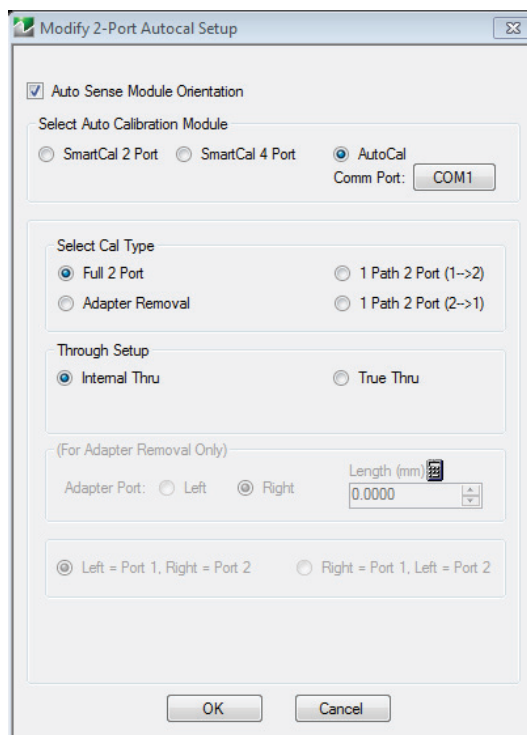 Modify 2-Port Autocal Setup
Auto Sense Module Orientation
Select Auto Calibration Module
SmartCal 2 Port SmartCal 4 Port AutoCal
Comm Port: COM1
Select Cal Type
Full 2 Port 1 Path 2 Port (1-->2)
Adapter Removal 1 Path 2 Port (2-->1)
Through Setup
Internal Thru True Thru
(For Adapter Removal Only)
Length (mm)
Adapter Port: Left Right 0.0000
Left = Port 1, Right = Port 2 Right = Port 1, Left = Port 2
OK Cancel